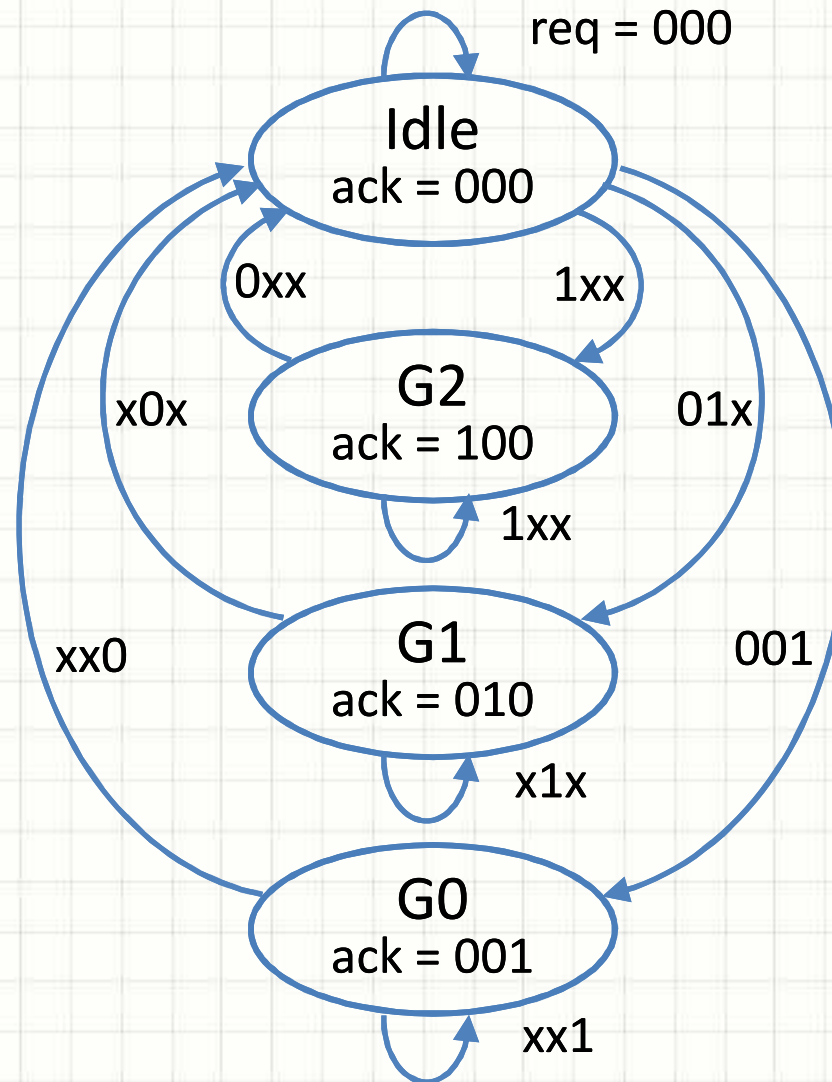 req = 000
Idle
ack = 000
0xx
1xx
G2
ack = 100
x0x
01x
1xx
G1
ack = 010
xx0
001
x1x
G0
ack = 001
xx1